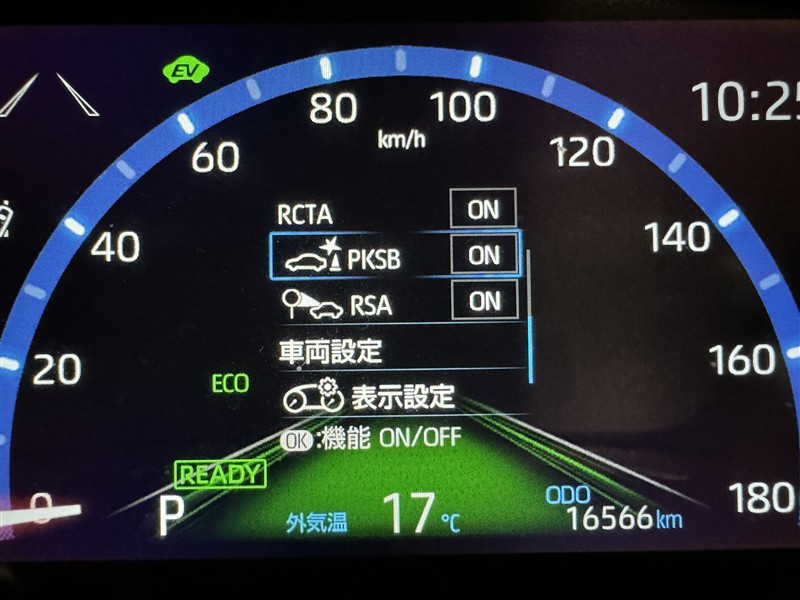 EV
80
100
10:25
km/h
60
120
RCTA ON
40
140
PKSB ON
RSA ON
車両設定
20
160
ECO
表示設定
OK:機能 ON/OFF
READY
0
180
P
外気温 17℃
ODO
16566km